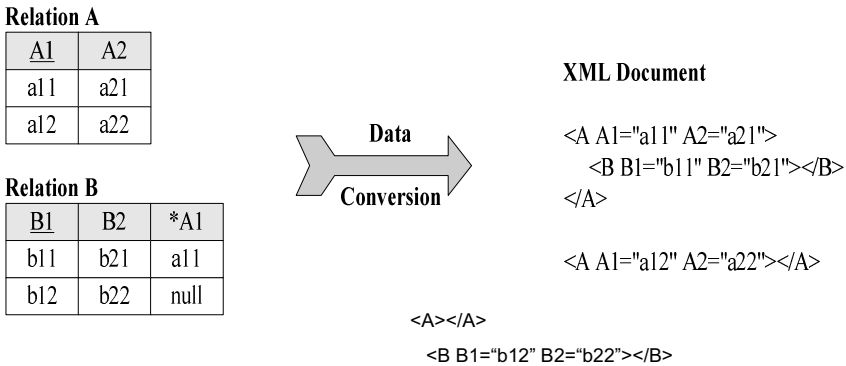 Relation A
A1 A2
a11 a21
a12 a22
Relation B
B1 B2 *A1
b11 b21 a11
b12 b22 null
Data
Conversion
XML Document
<A A1="a11" A2="a21">
<B B1="b11" B2="b21"></B>
</A>
<A A1="a12" A2="a22"></A>
<A></A>
<B B1=“b12” B2=“b22”></B>